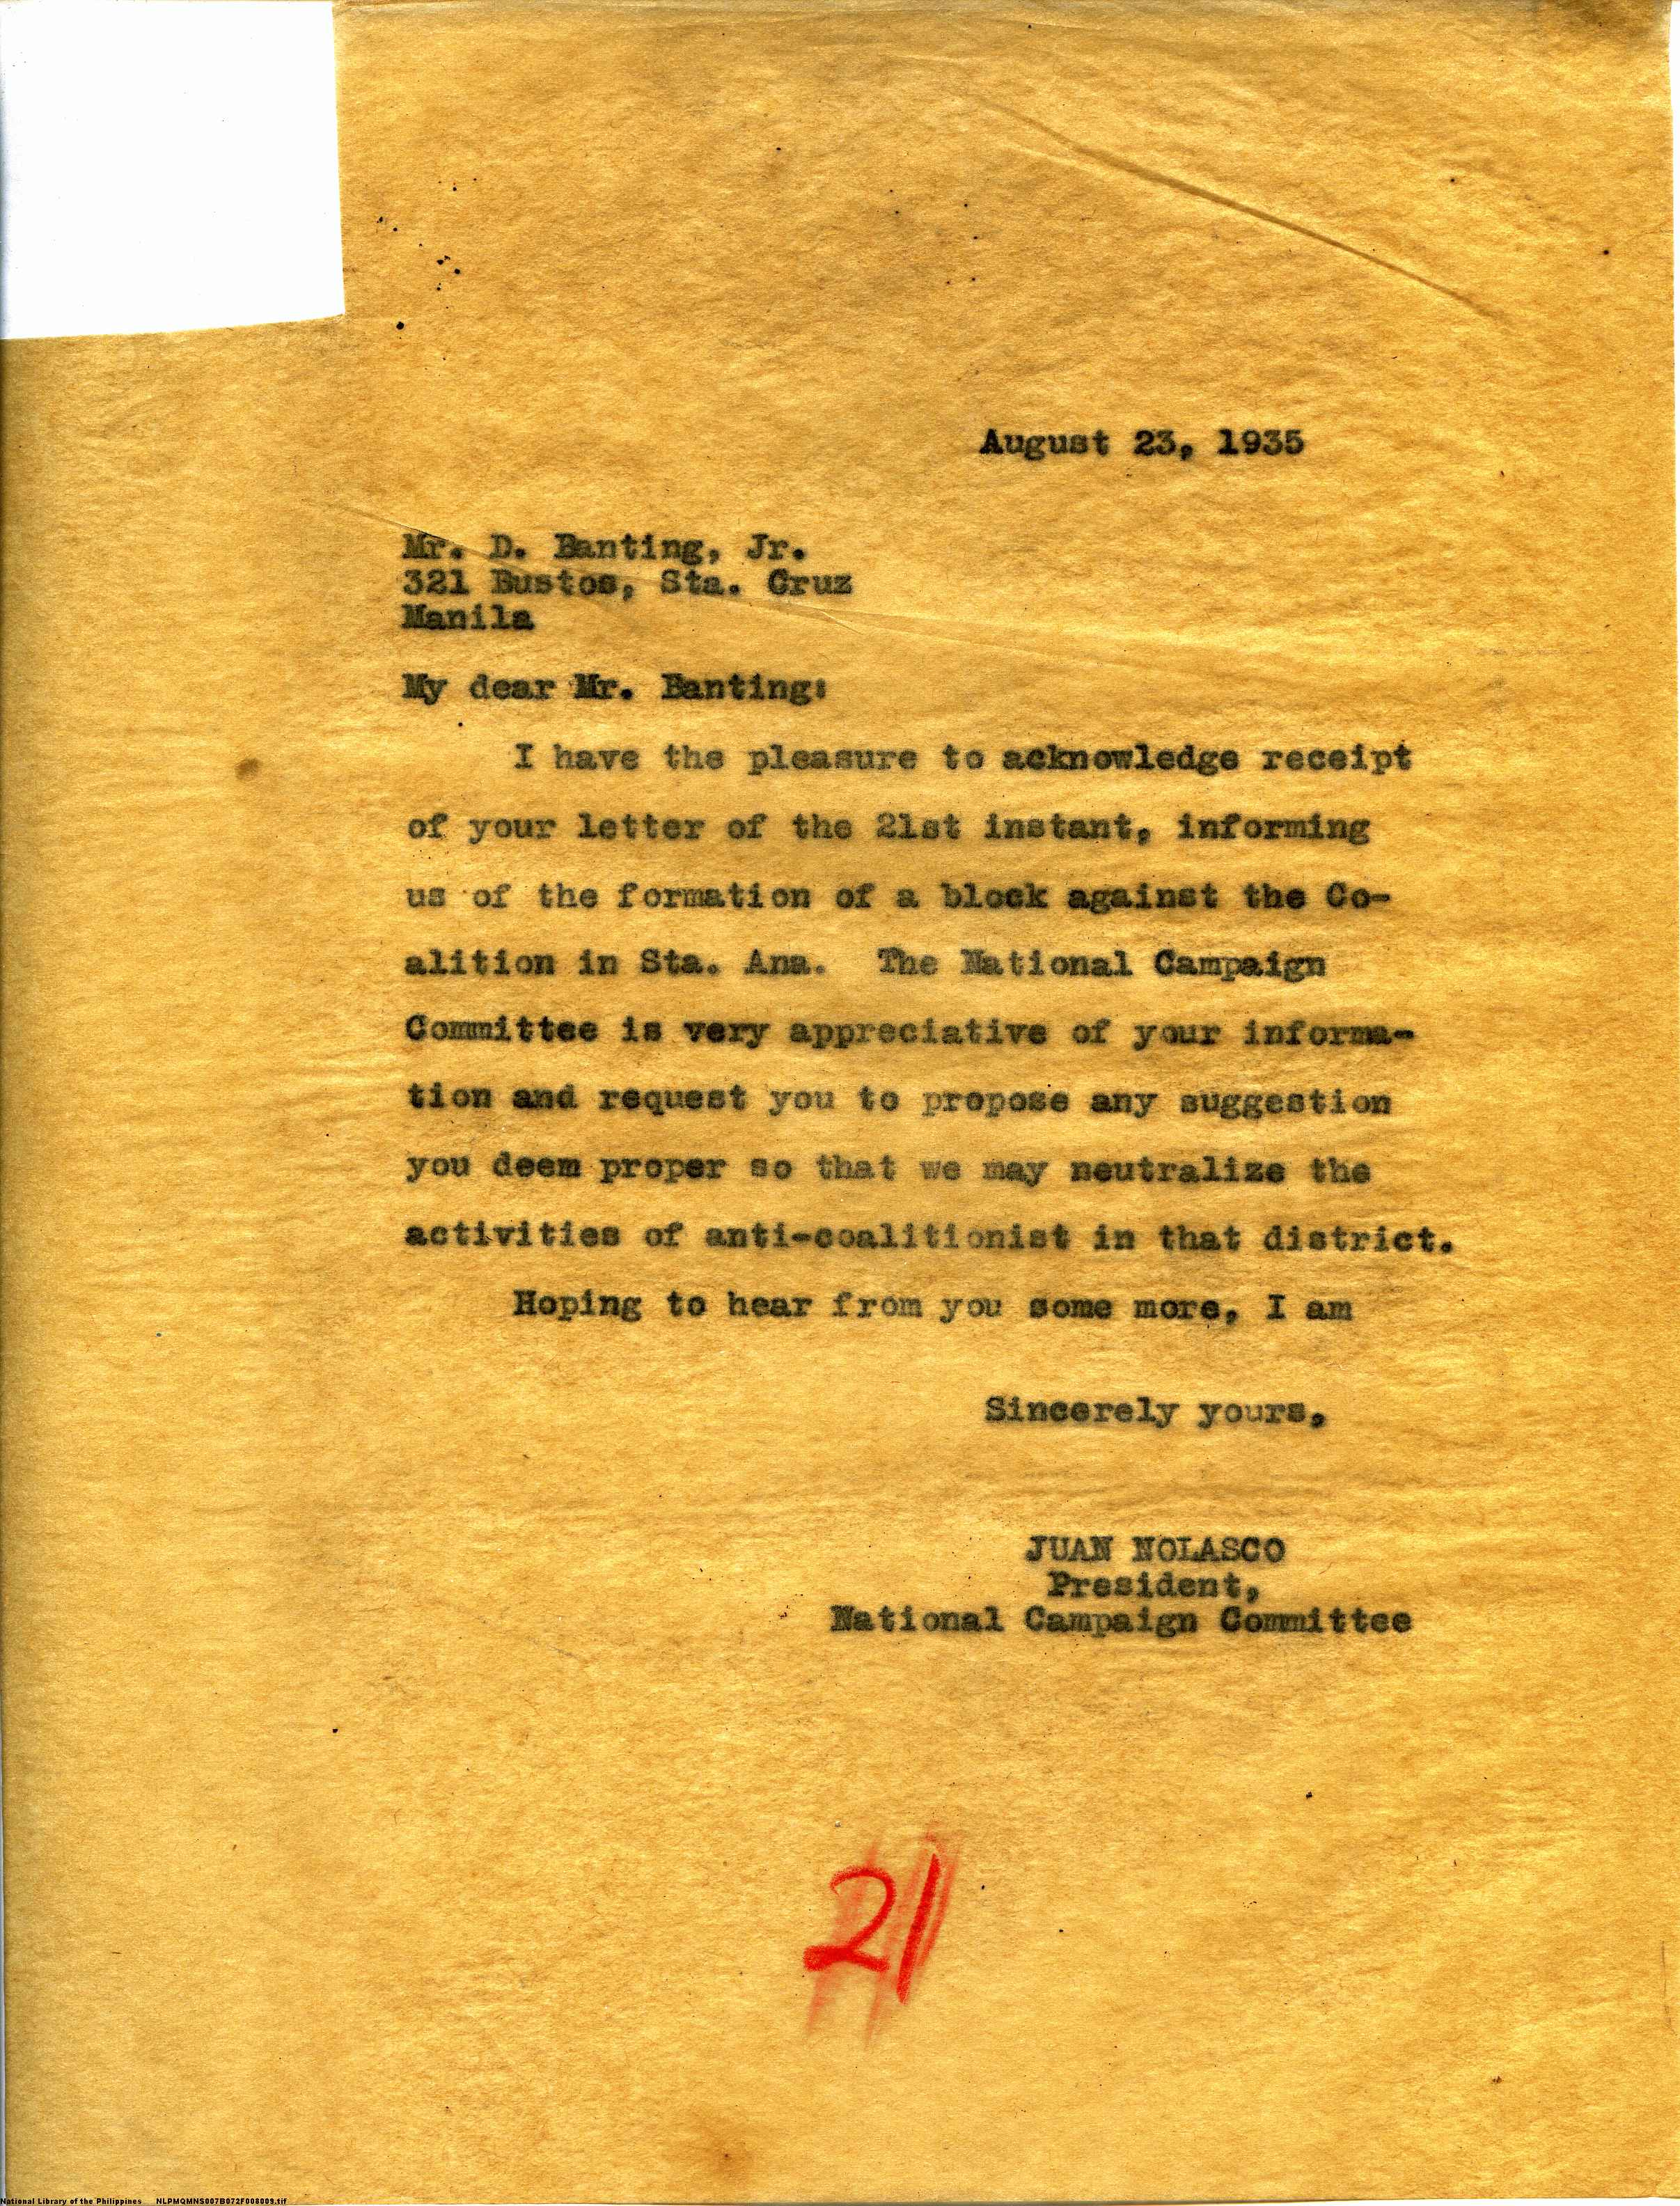 August 23, 1935
Mr. D. Banting, Jr.
321 Bustos, Sta. Cruz
Manila
My dear Mr. Banting:
I have the pleasure to acknowledge receipt
of your letter of the 21st instant, informing
us of the formation of a block against the Co-
alition in Sta. Ana. The National Campaign
Committee is very appreciative of your informa-
tion and request you to propose any suggestion
you deem proper so that we may neutralize the
activities of anti-coalitionist in that district.
Hoping to hear from you some more, I am
Sincerely yours,
JUAN NOLASCO
President,
National Campaign Committee
21
National Library of the Philippines NLPMQMNS007B072F008009.tif